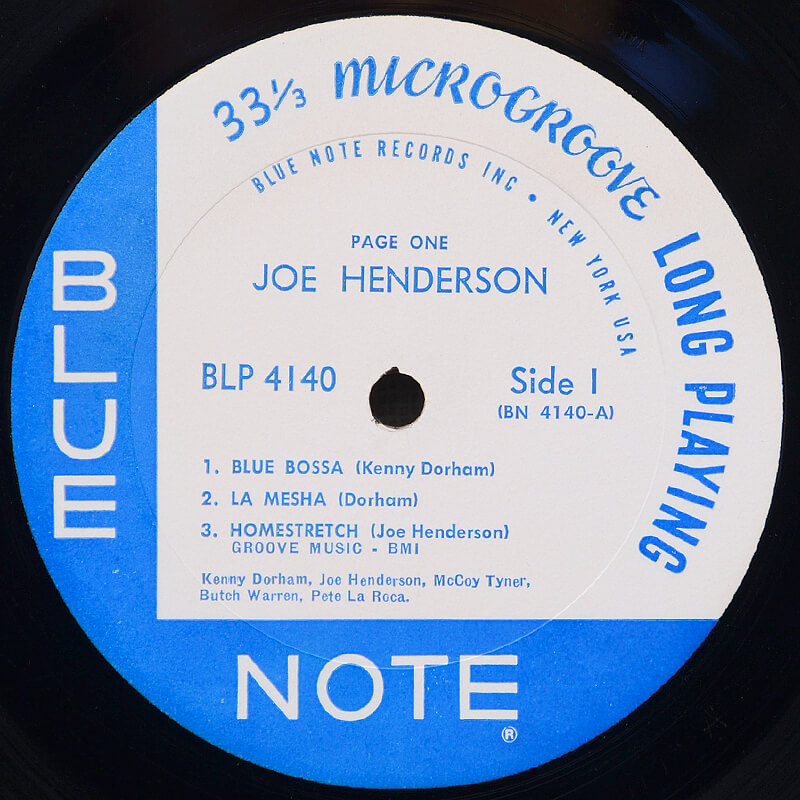 33⅓ MICROGROOVE LONG PLAYING
BLUE NOTE RECORDS INC • NEW YORK USA
PAGE ONE
JOE HENDERSON
BLP 4140
Side 1
(BN 4140-A)
1. BLUE BOSSA (Kenny Dorham)
2. LA MESHA (Dorham)
3. HOMESTRETCH (Joe Henderson)
GROOVE MUSIC - BMI
Kenny Dorham, Joe Henderson, McCoy Tyner,
Butch Warren, Pete La Roca.
BLUE
NOTE
®